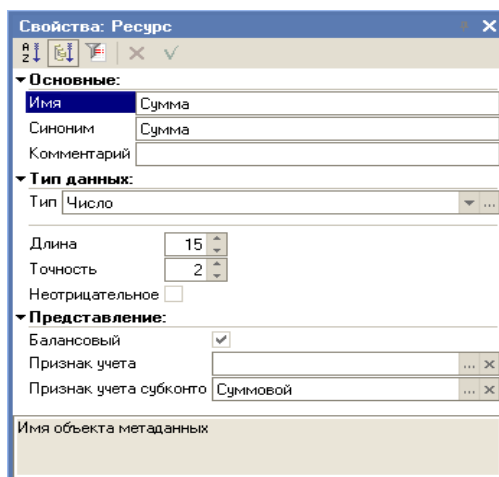 Свойства: Ресурс
Основные:
Имя Сумма
Синоним Сумма
Комментарий
Тип данных:
Тип Число
Длина 15
Точность 2
Неотрицательное
Представление:
Балансовый
Признак учета
Признак учета субконто Суммовой
Имя объекта метаданных